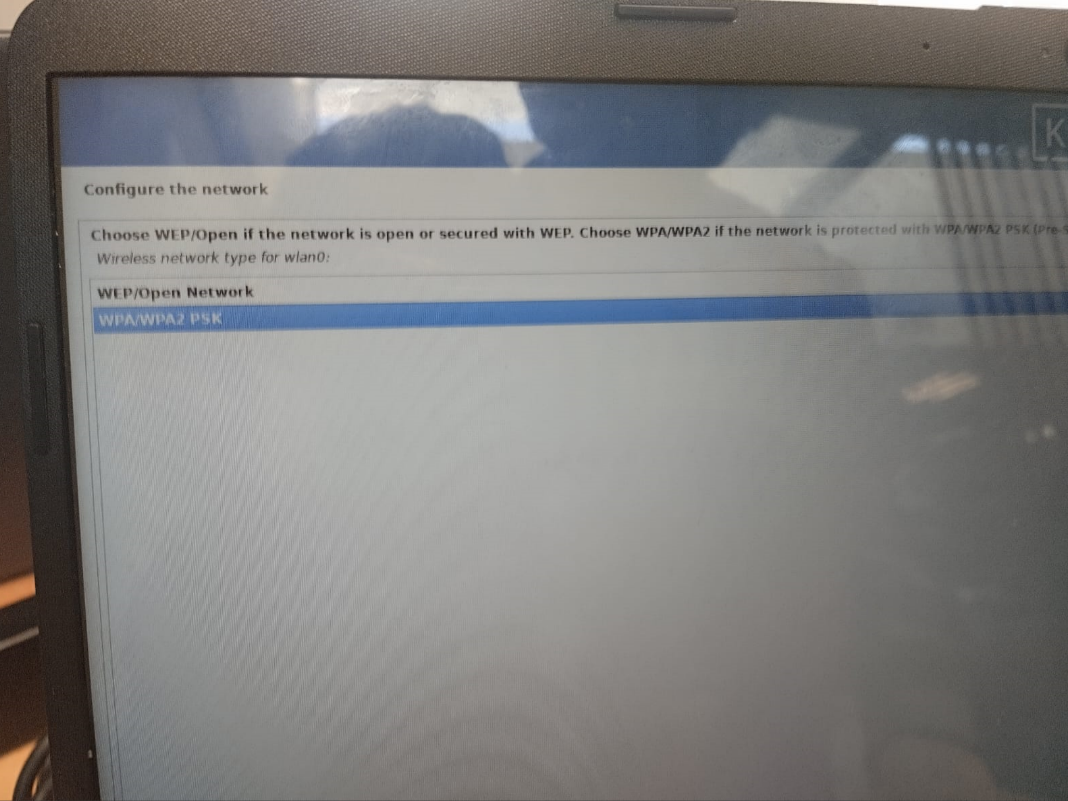 K
Configure the network
Choose WEP/Open if the network is open or secured with WEP. Choose WPA/WPA2 if the network is protected with WPA/WPA2 PSK (Pre-S
Wireless network type for wlan0:
WEP/Open Network
WPA/WPA2 PSK